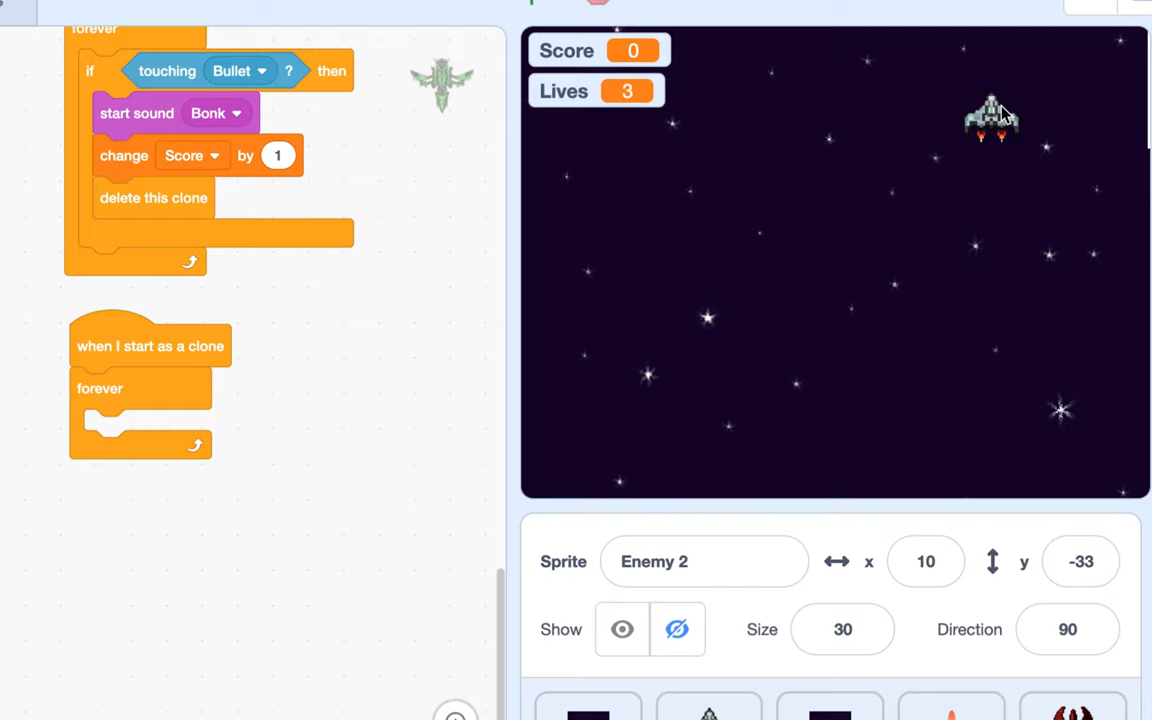 forever
if touching Bullet ? then
start sound Bonk
change Score by 1
delete this clone
when I start as a clone
forever
Score 0
Lives 3
Sprite Enemy 2 x 10 y -33
Show Size 30 Direction 90